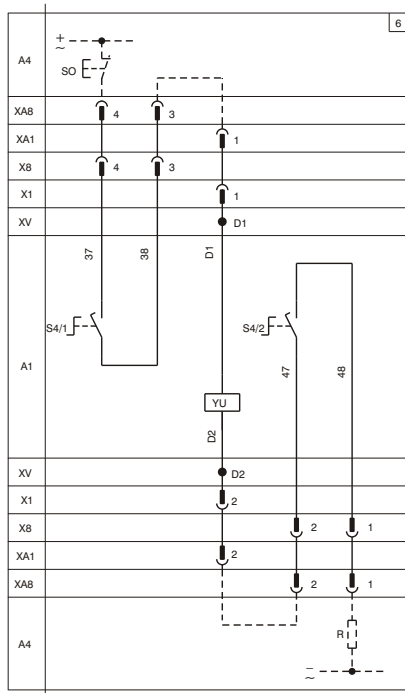 6
+
~
A4
SO
XA8
4
3
XA1
1
X8
4
3
X1
1
XV
D1
37
38
D1
S4/1
S4/2
A1
47
48
YU
D2
XV
D2
X1
2
X8
2
1
XA1
2
XA8
2
1
A4
R
−
~